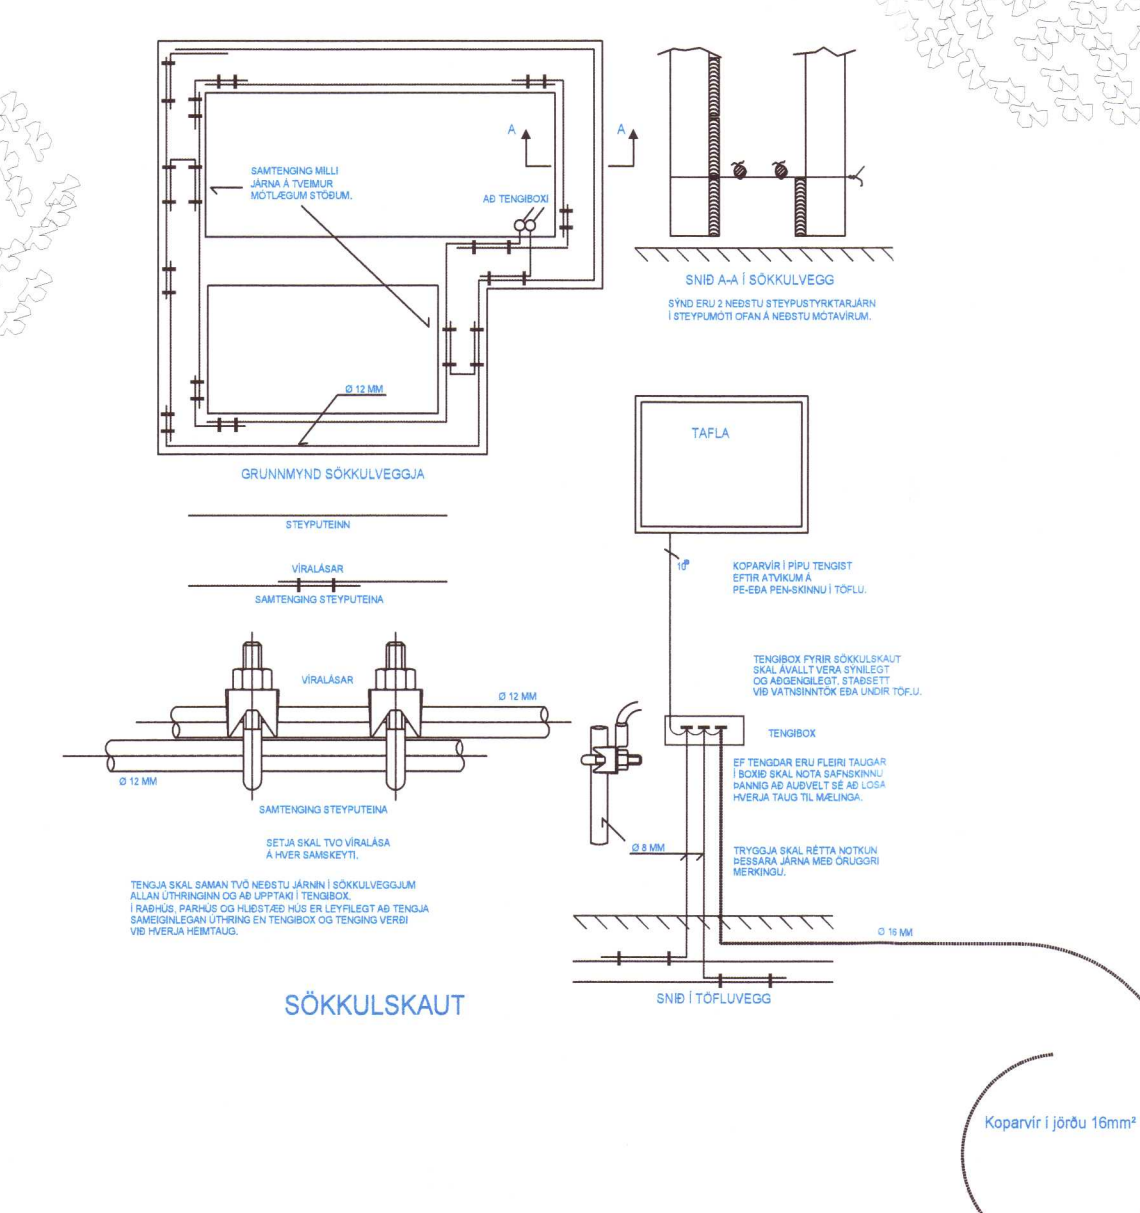 SAMTENGING MILLI
JÁRNA Á TVEIMUR
MÓTLÆGUM STÖÐUM.
A
A
AÐ TENGIBOXI
Ø 12 MM
GRUNNMYND SÖKKULVEGGJA
SNIÐ A-A Í SÖKKULVEGG
SÝND ERU 2 NEÐSTU STEYPUSTYRKTARJÁRN
Í STEYPUMÓTI OFAN Á NEÐSTU MÓTAVÍRUM.
STEYPUTEINN
VÍRALÁSAR
SAMTENGING STEYPUTEINA
VÍRALÁSAR
Ø 12 MM
Ø 12 MM
SAMTENGING STEYPUTEINA
SETJA SKAL TVO VÍRALÁSA
Á HVER SAMSKEYTI.
TENGJA SKAL SAMAN TVÖ NEÐSTU JÁRNIN Í SÖKKULVEGGJUM
ALLAN ÚTHRINGINN OG AÐ UPPTAKI Í TENGIBOX.
Í RAÐHÚS, PARHÚS OG HLIÐSTÆÐ HÚS ER LEYFILEGT AÐ TENGJA
SAMEIGINLEGAN ÚTHRING EN TENGIBOX OG TENGING VERÐI
VIÐ HVERJA HEIMTAUG.
SÖKKULSKAUT
TAFLA
KOPARVÍR Í PÍPU TENGIST
EFTIR ATVIKUM Á
PE-EÐA PEN-SKINNU Í TÖFLU.
TENGIBOX FYRIR SÖKKULSKAUT
SKAL ÁVALLT VERA SÝNILEGT
OG AÐGENGILEGT, STAÐSETT
VIÐ VATNSINNTÖK EÐA UNDIR TÖFLU.
TENGIBOX
EF TENGDAR ERU FLEIRI TAUGAR
Í BOXIÐ SKAL NOTA SAFNSKINNU
ÞANNIG AÐ AUÐVELT SÉ AÐ LOSA
HVERJA TAUG TIL MÆLINGA.
Ø 8 MM
TRYGGJA SKAL RÉTTA NOTKUN
ÞESSARA JÁRNA MEÐ ÖRUGGRI
MERKINGU.
Ø 16 MM
SNIÐ Í TÖFLUVEGG
Koparvír í jörðu 16mm²